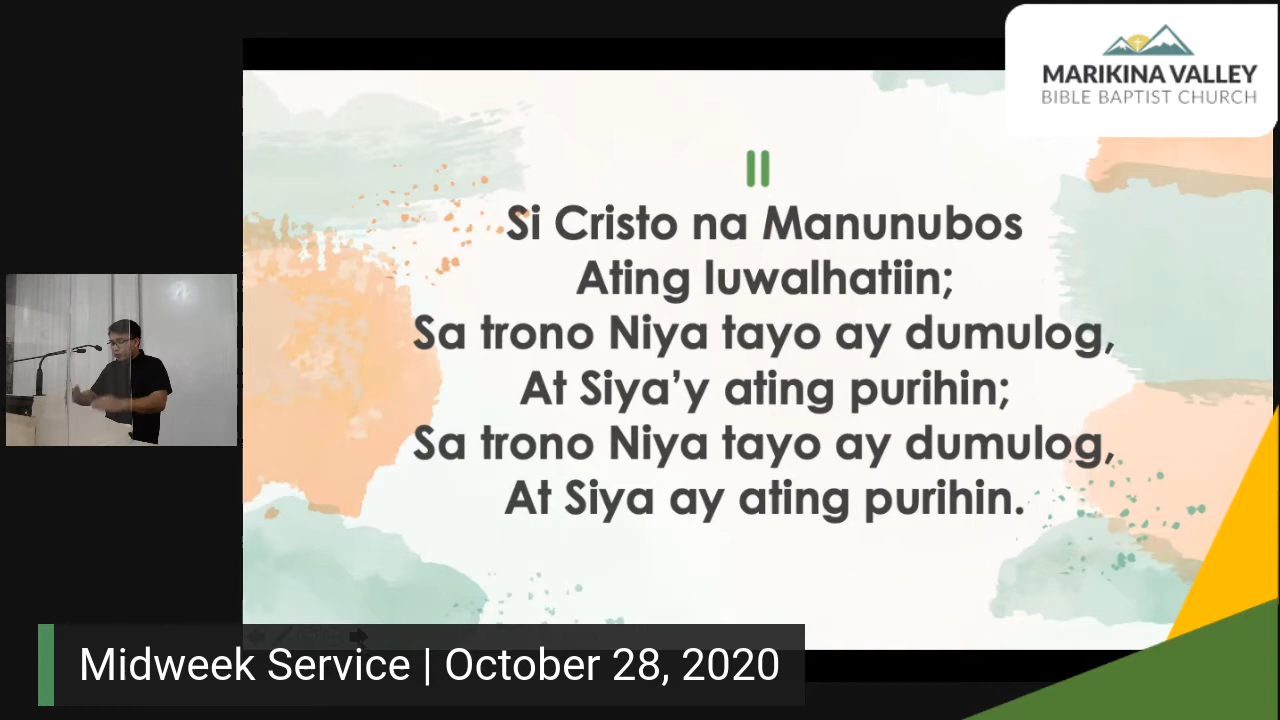 MARIKINA VALLEY
BIBLE BAPTIST CHURCH
II
Si Cristo na Manunubos
Ating luwalhatiin;
Sa trono Niya tayo ay dumulog,
At Siya’y ating purihin;
Sa trono Niya tayo ay dumulog,
At Siya ay ating purihin.
Midweek Service | October 28, 2020